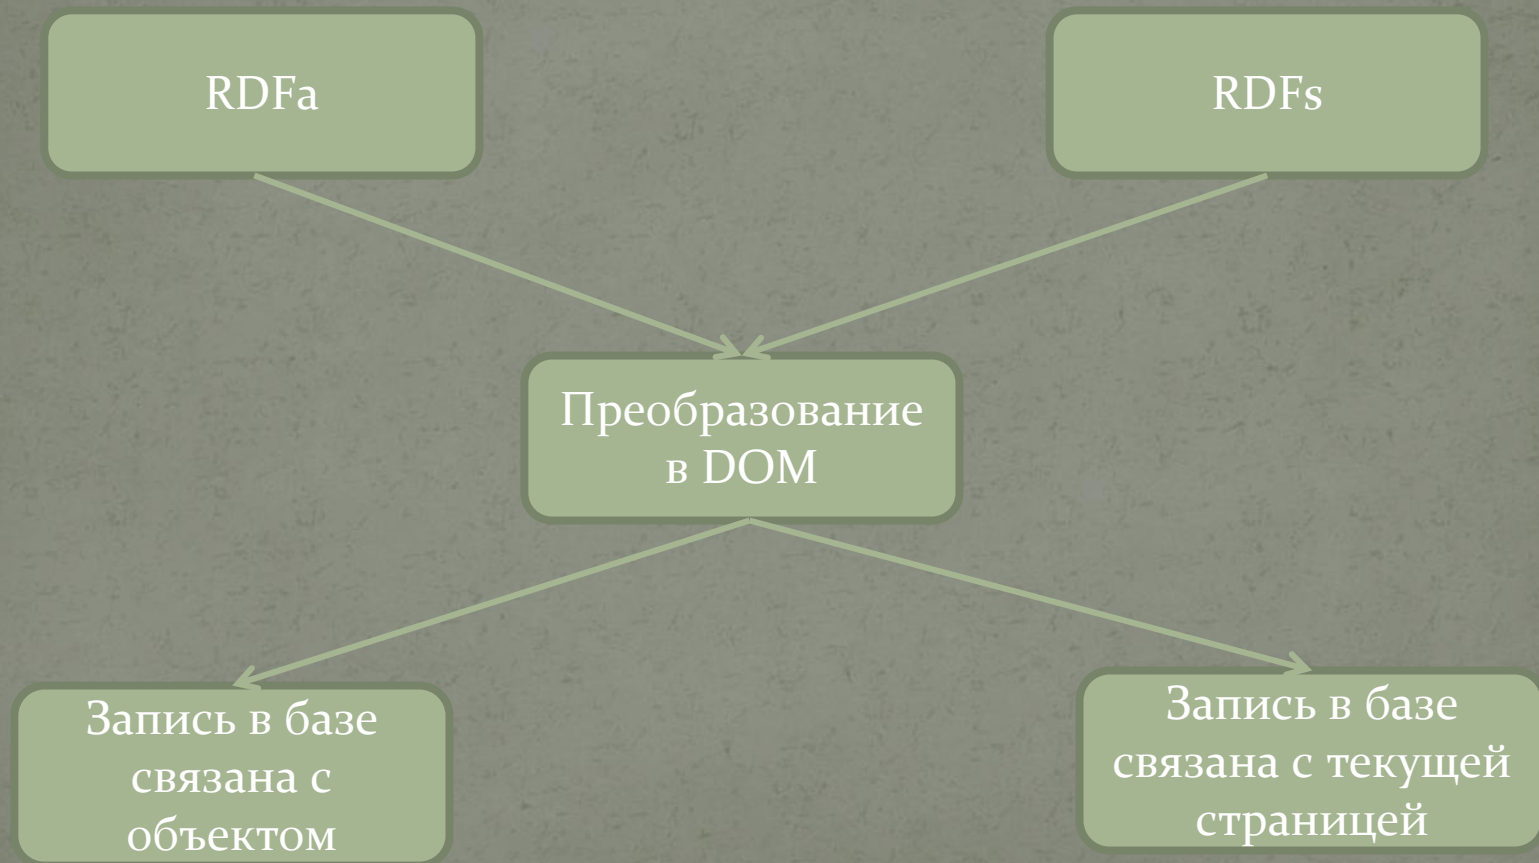 RDFa
RDFs
Преобразование
в DOM
Запись в базе
связана с
объектом
Запись в базе
связана с текущей
страницей